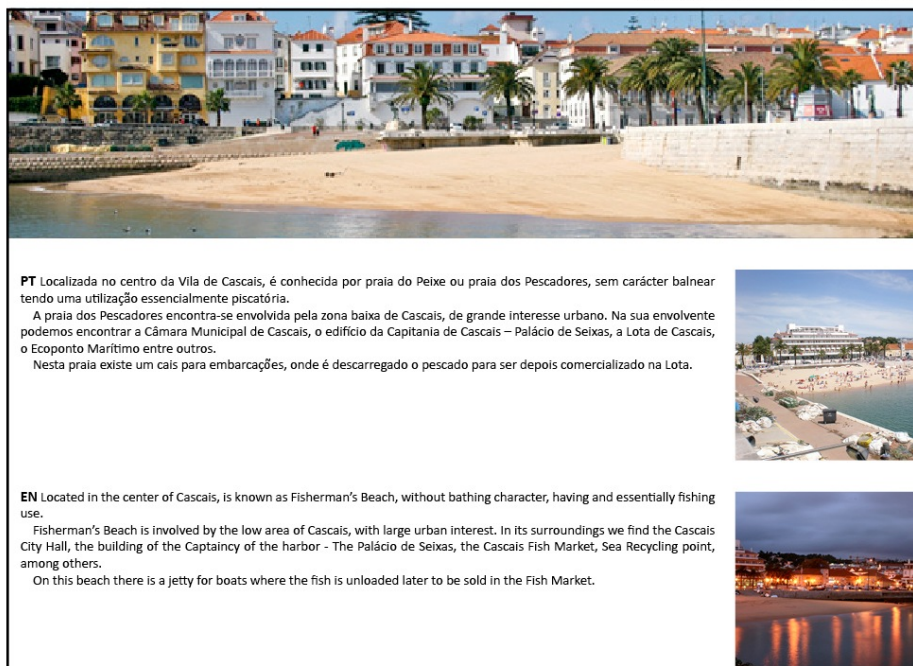 PT Localizada no centro da Vila de Cascais, é conhecida por praia do Peixe ou praia dos Pescadores, sem carácter balnear
tendo uma utilização essencialmente piscatória.
A praia dos Pescadores encontra-se envolvida pela zona baixa de Cascais, de grande interesse urbano. Na sua envolvente
podemos encontrar a Câmara Municipal de Cascais, o edifício da Capitania de Cascais – Palácio de Seixas, a Lota de Cascais,
o Ecoponto Marítimo entre outros.
Nesta praia existe um cais para embarcações, onde é descarregado o pescado para ser depois comercializado na Lota.
EN Located in the center of Cascais, is known as Fisherman's Beach, without bathing character, having and essentially fishing
use.
Fisherman's Beach is involved by the low area of Cascais, with large urban interest. In its surroundings we find the Cascais
City Hall, the building of the Captaincy of the harbor - The Palácio de Seixas, the Cascais Fish Market, Sea Recycling point,
among others.
On this beach there is a jetty for boats where the fish is unloaded later to be sold in the Fish Market.